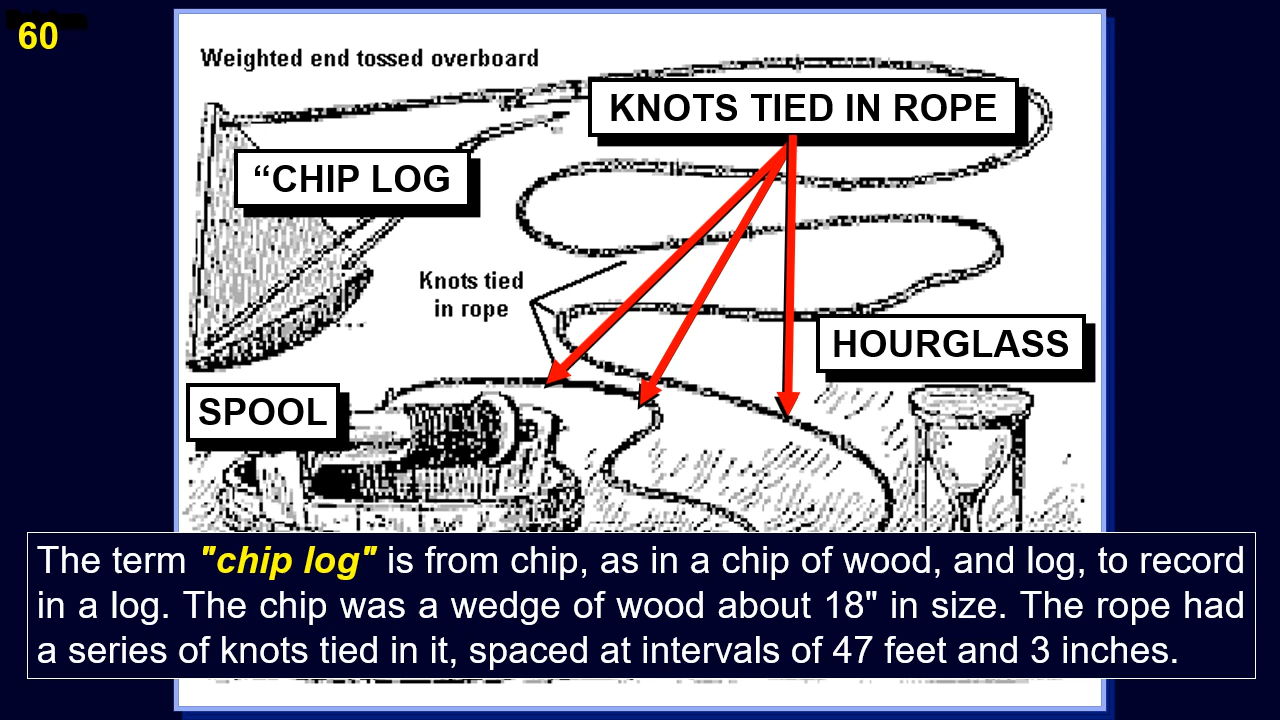 60
Weighted end tossed overboard
KNOTS TIED IN ROPE
“CHIP LOG
Knots tied
in rope
HOURGLASS
SPOOL
The term "chip log" is from chip, as in a chip of wood, and log, to record
in a log. The chip was a wedge of wood about 18" in size. The rope had
a series of knots tied in it, spaced at intervals of 47 feet and 3 inches.